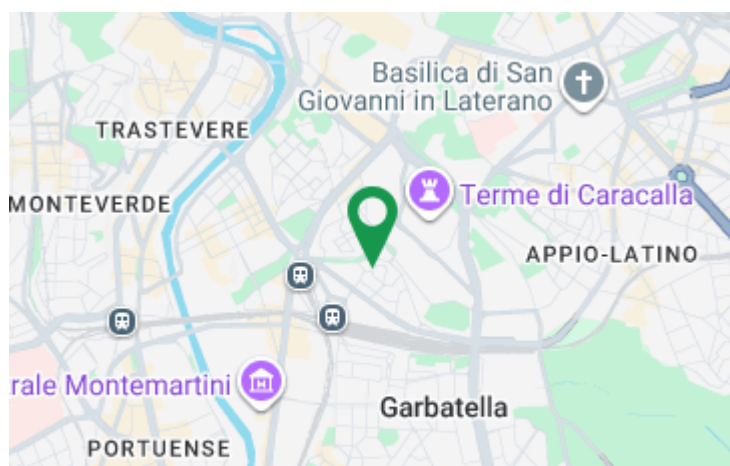 Basilica di San
Giovanni in Laterano
TRASTEVERE
MONTEVERDE
Terme di Caracalla
APPIO-LATINO
rale Montemartini
Garbatella
PORTUENSE